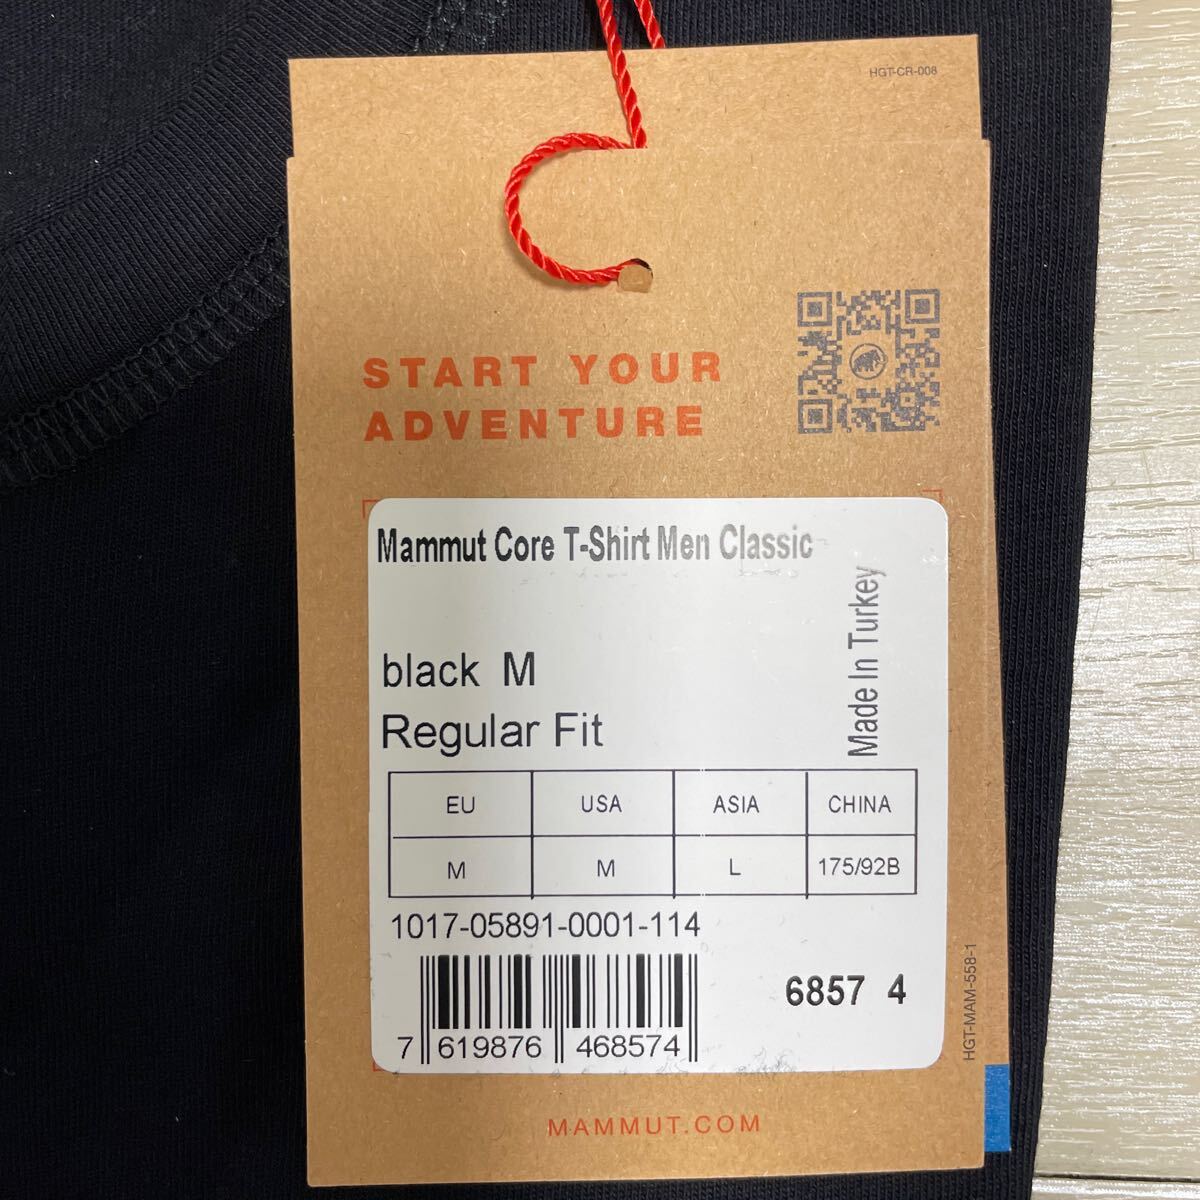 HGT-CR-008
START YOUR
ADVENTURE
Mammut Core T-Shirt Men Classic
Made In Turkey
black M
Regular Fit
EU USA ASIA CHINA
M M L 175/92B
1017-05891-0001-114
6857 4
7 619876 468574
HGT-MAM-558-1
MAMMUT.COM